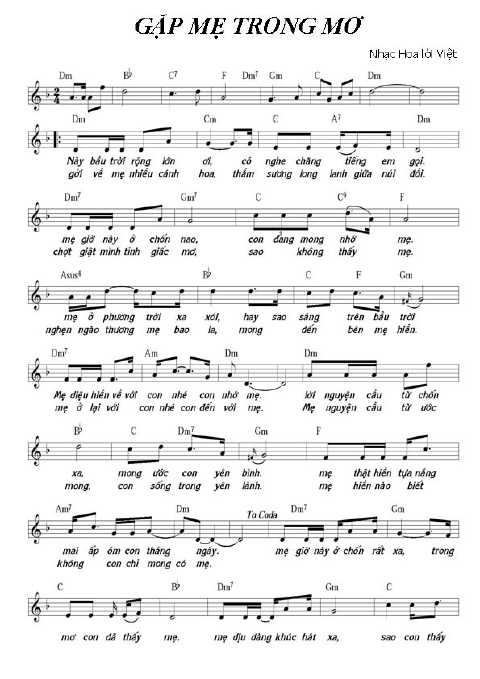 GẶP MẸ TRONG MƠ
Nhạc Hoa lời Việt
Dm B♭ C7 F Dm7 Gm C Dm
Dm Cm C A7 Dm
Này bầu trời rộng lớn ơi, có nghe chăng tiếng em gọi.
gởi về mẹ nhiều cánh hoa, thắm sương long lanh giữa núi đồi.
Dm7 Gm7 C C9 F
mẹ giờ này ở chốn nao, con đang mong nhớ mẹ.
chợt giật mình tỉnh giấc mơ, sao không thấy mẹ.
Asus4 B♭ C F Gm
mẹ ở phương trời xa xôi, hay sao sáng trên bầu trời
nghẹn ngào thương mẹ bao la, mong đến bên mẹ hiền.
Dm7 Am Dm
Mẹ diệu hiền về với con nhé con nhớ mẹ. lời nguyện cầu từ chốn
mẹ ở lại với con nhé con đến với mẹ. Mẹ nguyện cầu từ ước
B♭ C Dm7 Gm F
xa, mong ước con yên bình. mẹ thật hiền tựa nắng
mong, con sống trong yên lành. mẹ hiền nào biết
Am7 Gm C Dm To Coda Dm7 Gm
mai ấp ôm con tháng ngày. mẹ giờ này ở chốn rất xa, trong
không con chỉ mong có mẹ.
C B♭ Dm Dm7 Gm C
mơ con đã thấy mẹ. mẹ dịu dàng khúc hát xa, sao con thấy